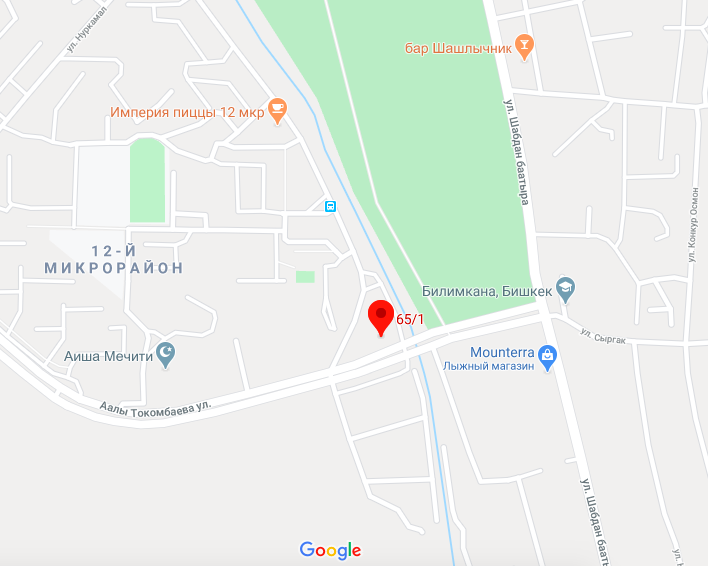 ул. Нуркамал
бар Шашлычник
Империя пиццы 12 мкр
ул. Шабдан баатыра
ул. Конкур Осмон
12-Й
МИКРОРАЙОН
Билимкана, Бишкек
65/1
ул. Сыргак
Аиша Мечити
Mounterra
Лыжный магазин
Аалы Токомбаева ул.
ул. Шабдан баатыра
Google